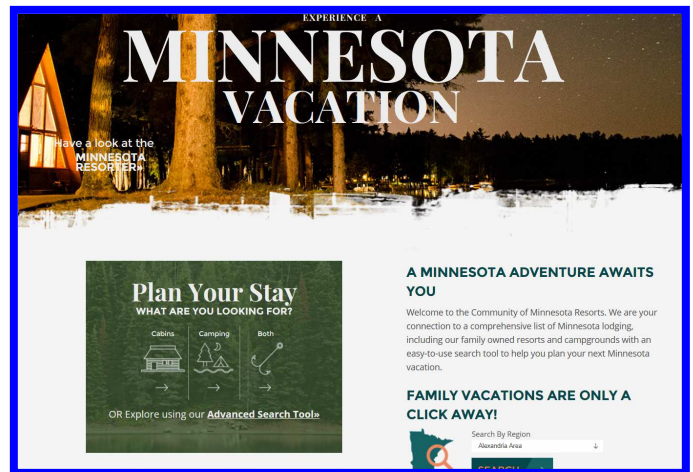 EXPERIENCE A
MINNESOTA
VACATION
Have a look at the
MINNESOTA
RESORTER»
Plan Your Stay
WHAT ARE YOU LOOKING FOR?
Cabins
Camping
Both
→
→
→
OR Explore using our Advanced Search Tool»
A MINNESOTA ADVENTURE AWAITS
YOU
Welcome to the Community of Minnesota Resorts. We are your
connection to a comprehensive list of Minnesota lodging,
including our family owned resorts and campgrounds with an
easy-to-use search tool to help you plan your next Minnesota
vacation.
FAMILY VACATIONS ARE ONLY A
CLICK AWAY!
Search By Region
Alexandria Area ↓
SEARCH